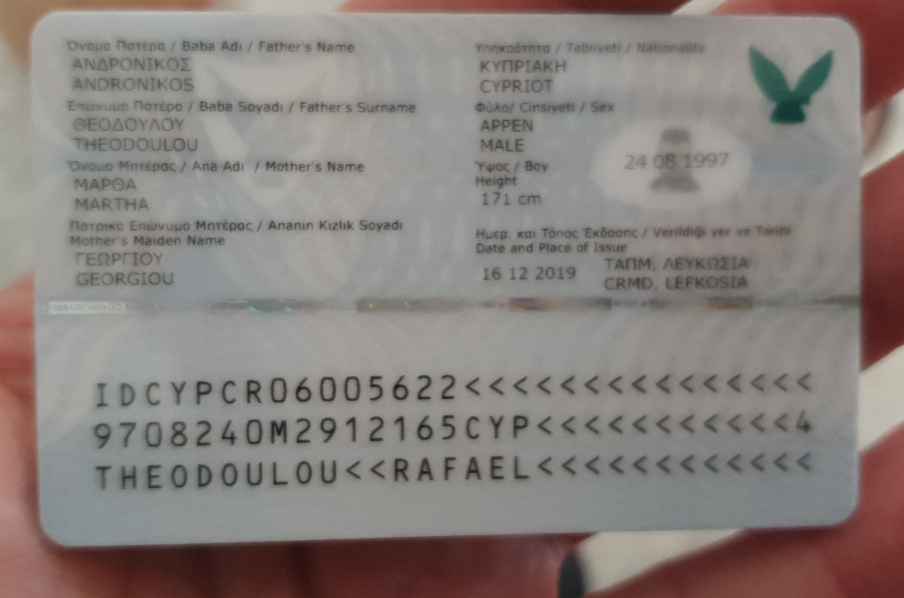 Όνομα Πατέρα / Baba Adı / Father's Name
ΑΝΔΡΟΝΙΚΟΣ
ANDRONIKOS
Επώνυμο Πατέρα / Baba Soyadı / Father's Surname
ΘΕΟΔΟΥΛΟΥ
THEODOULOU
Όνομα Μητέρας / Ana Adı / Mother's Name
ΜΑΡΘΑ
MARTHA
Πατρικό Επώνυμο Μητέρας / Ananın Kızlık Soyadı
Mother's Maiden Name
ΓΕΩΡΓΙΟΥ
GEORGIOU
Υπηκοότητα / Tabiiyeti / Nationality
ΚΥΠΡΙΑΚΗ
CYPRIOT
Φύλο/ Cinsiyeti / Sex
ΑΡΡΕΝ
MALE
Ύψος / Boy
Height
171 cm
24 08 1997
Ημερ. και Τόπος Έκδοσης / Verildiği yer ve Tarihi
Date and Place of Issue
16 12 2019 ΤΑΠΜ, ΛΕΥΚΩΣΙΑ
CRMD, LEFKOSIA
IDCYPCR06005622<<<<<<<<<<<<<<<
9708240M2912165CYP<<<<<<<<<<<4
THEODOULOU<<RAFAEL<<<<<<<<<<<<